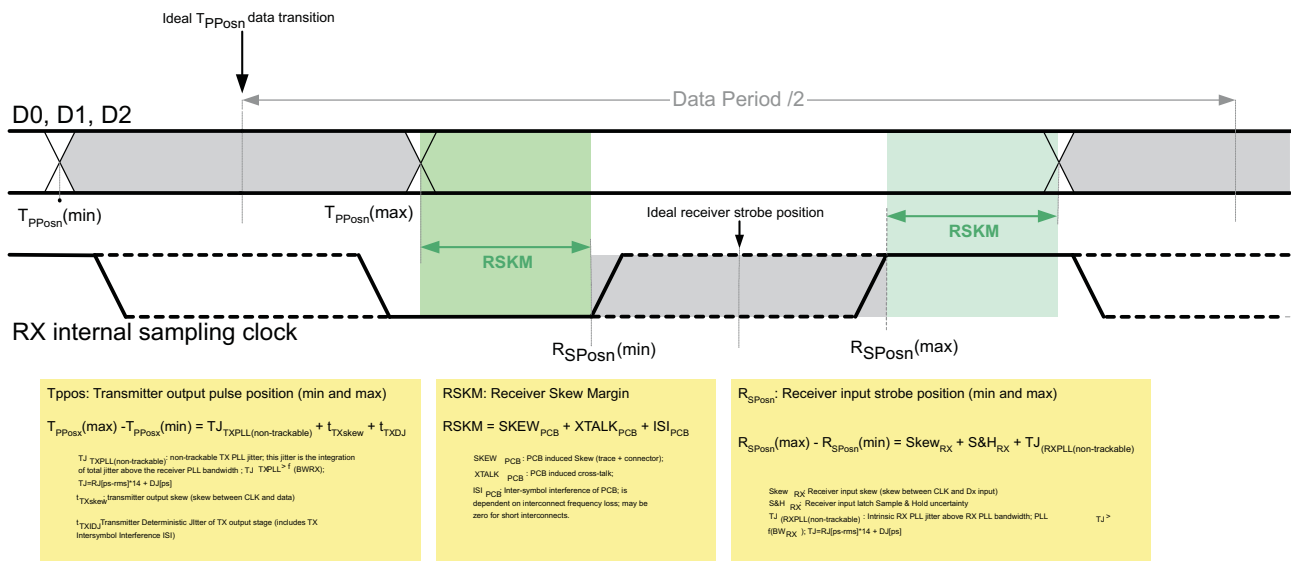 Ideal TPPosn data transition
Data Period /2
D0, D1, D2
TPPosn(min)
TPPosn(max)
Ideal receiver strobe position
RSKM
RSKM
RX internal sampling clock
RSPosn(min)
RSPosn(max)
Tppos: Transmitter output pulse position (min and max)
TPPosx(max) -TPPosx(min) = TJTXPLL(non-trackable) + tTXskew + tTXDJ
TJ TXPLL(non-trackable): non-trackable TX PLL jitter; this jitter is the integration
of total jitter above the receiver PLL bandwidth ; TJ TXPLL> f (BWRX);
TJ=RJ[ps-rms]*14 + DJ[ps]
tTXskew: transmitter output skew (skew between CLK and data)
tTXIDJ Transmitter Deterministic JItter of TX output stage (includes TX
Intersymbol Interference ISI)
RSKM: Receiver Skew Margin
RSKM = SKEWPCB + XTALKPCB + ISIPCB
SKEW PCB : PCB induced Skew (trace + connector);
XTALK PCB : PCB induced cross-talk;
ISI PCB: Inter-symbol interference of PCB; is
dependent on interconnect frequency loss; may be
zero for short interconnects.
RSPosn: Receiver input strobe position (min and max)
RSPosn(max) - RSPosn(min) = SkewRX + S&HRX + TJ(RXPLL(non-trackable)
Skew RX: Receiver input skew (skew between CLK and Dx input)
S&H RX: Receiver input latch Sample & Hold uncertainty
TJ (RXPLL(non-trackable) : Intrinsic RX PLL jitter above RX PLL bandwidth; PLL TJ >
f(BWRX ); TJ=RJ[ps-rms]*14 + DJ[ps]